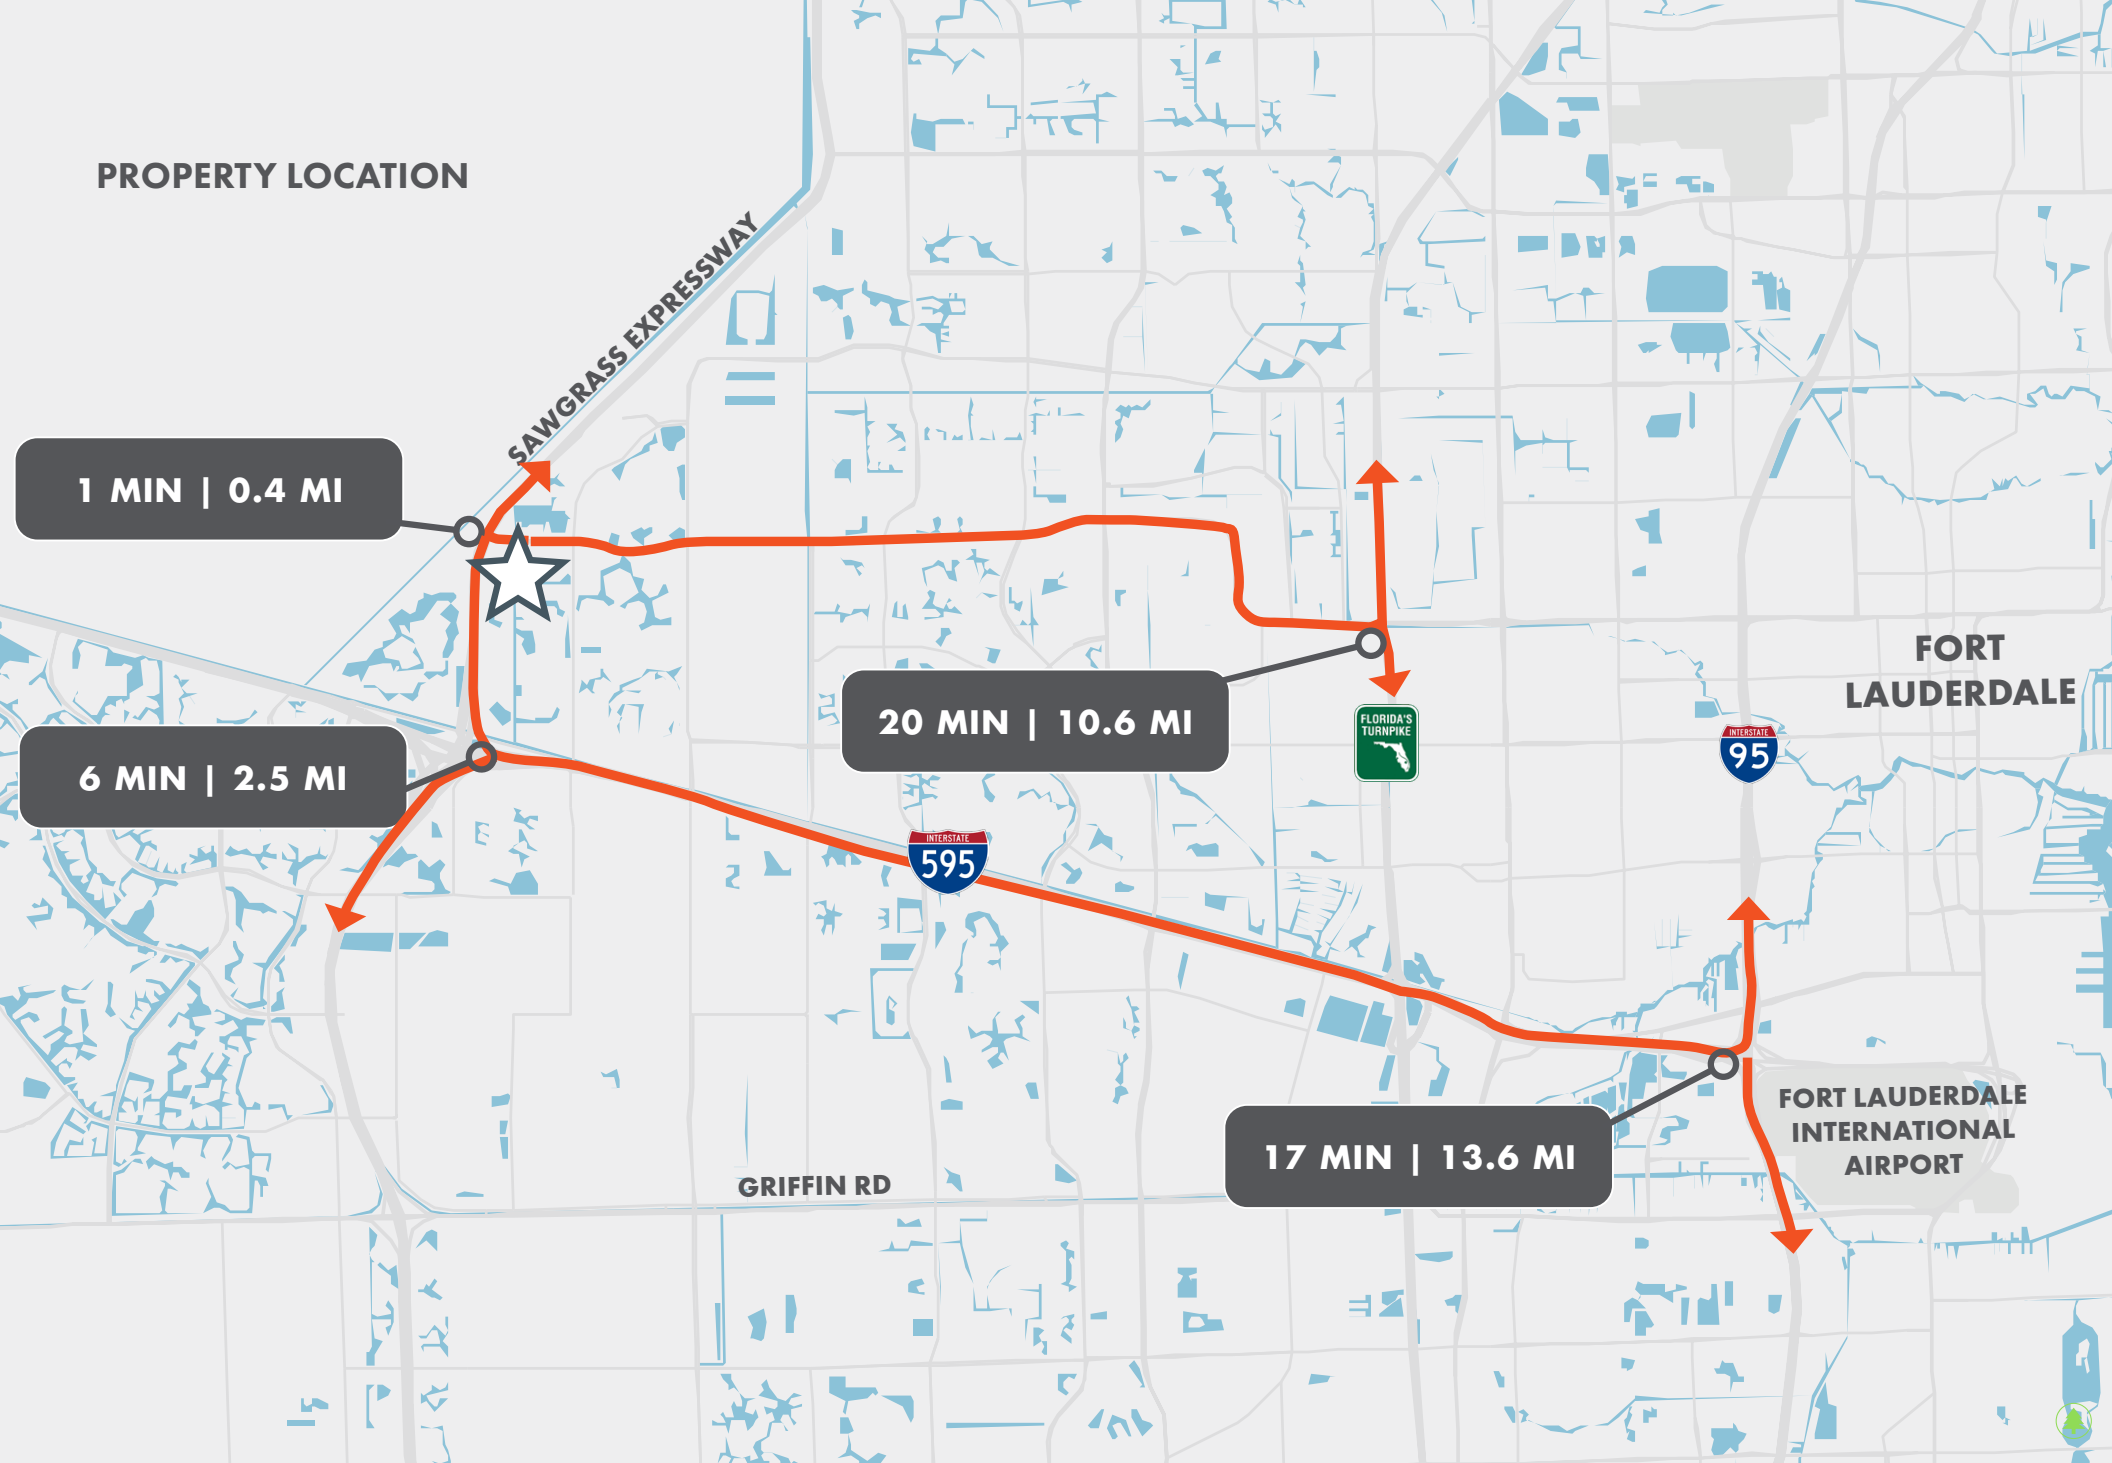 PROPERTY LOCATION
SAWGRASS EXPRESSWAY
1 MIN | 0.4 MI
FORT
LAUDERDALE
20 MIN | 10.6 MI
FLORIDA'S
TURNPIKE
INTERSTATE
95
6 MIN | 2.5 MI
INTERSTATE
595
FORT LAUDERDALE
INTERNATIONAL
AIRPORT
17 MIN | 13.6 MI
GRIFFIN RD